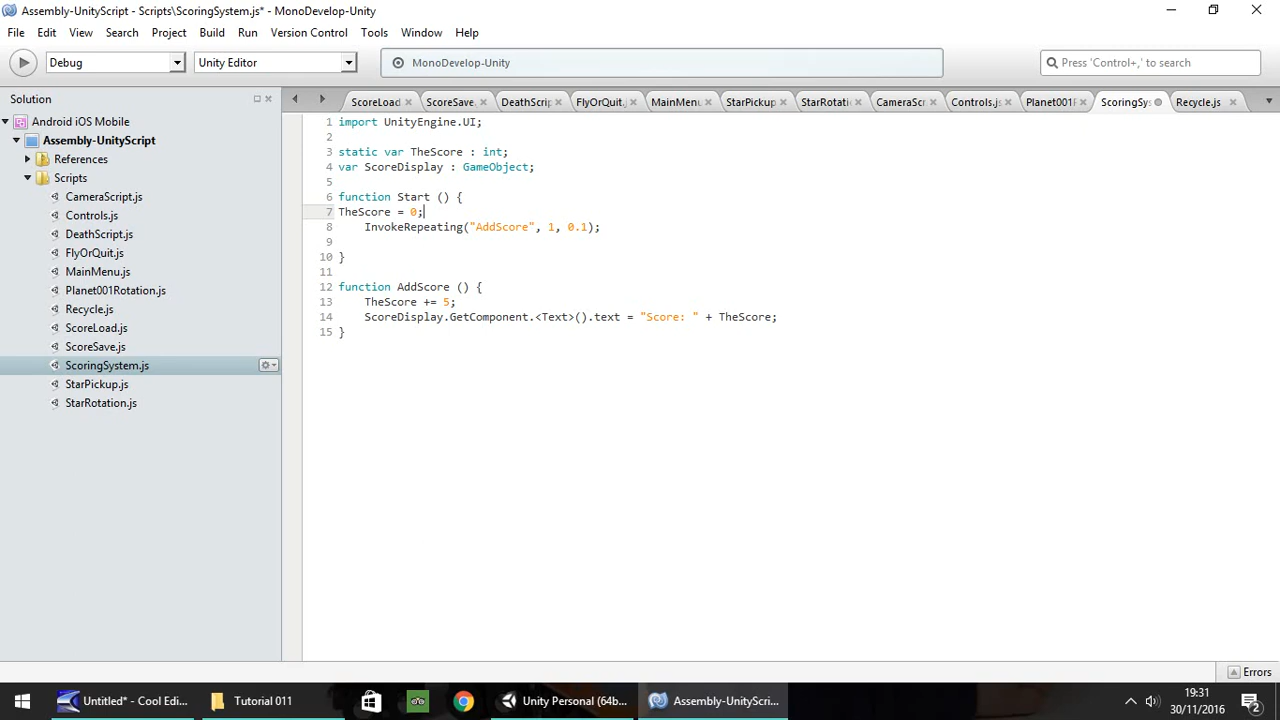 Assembly-UnityScript - Scripts\ScoringSystem.js* - MonoDevelop-Unity
File Edit View Search Project Build Run Version Control Tools Window Help
Debug Unity Editor MonoDevelop-Unity Press 'Control+,' to search
Solution
ScoreLoad ScoreSave. DeathScrip FlyOrQuit. MainMenu. StarPickup StarRotati CameraScr Controls.js Planet001F ScoringSy: Recycle.js
Android iOS Mobile
Assembly-UnityScript
References
Scripts
CameraScript.js
Controls.js
DeathScript.js
FlyOrQuit.js
MainMenu.js
Planet001Rotation.js
Recycle.js
ScoreLoad.js
ScoreSave.js
ScoringSystem.js
StarPickup.js
StarRotation.js
1 import UnityEngine.UI;
2
3 static var TheScore : int;
4 var ScoreDisplay : GameObject;
5
6 function Start () {
7 TheScore = 0;
8 InvokeRepeating("AddScore", 1, 0.1);
9
10 }
11
12 function AddScore () {
13 TheScore += 5;
14 ScoreDisplay.GetComponent.<Text>().text = "Score: " + TheScore;
15 }
Errors
Untitled* - Cool Edi... Tutorial 011 Unity Personal (64b... Assembly-UnityScri...
19:31
30/11/2016
2